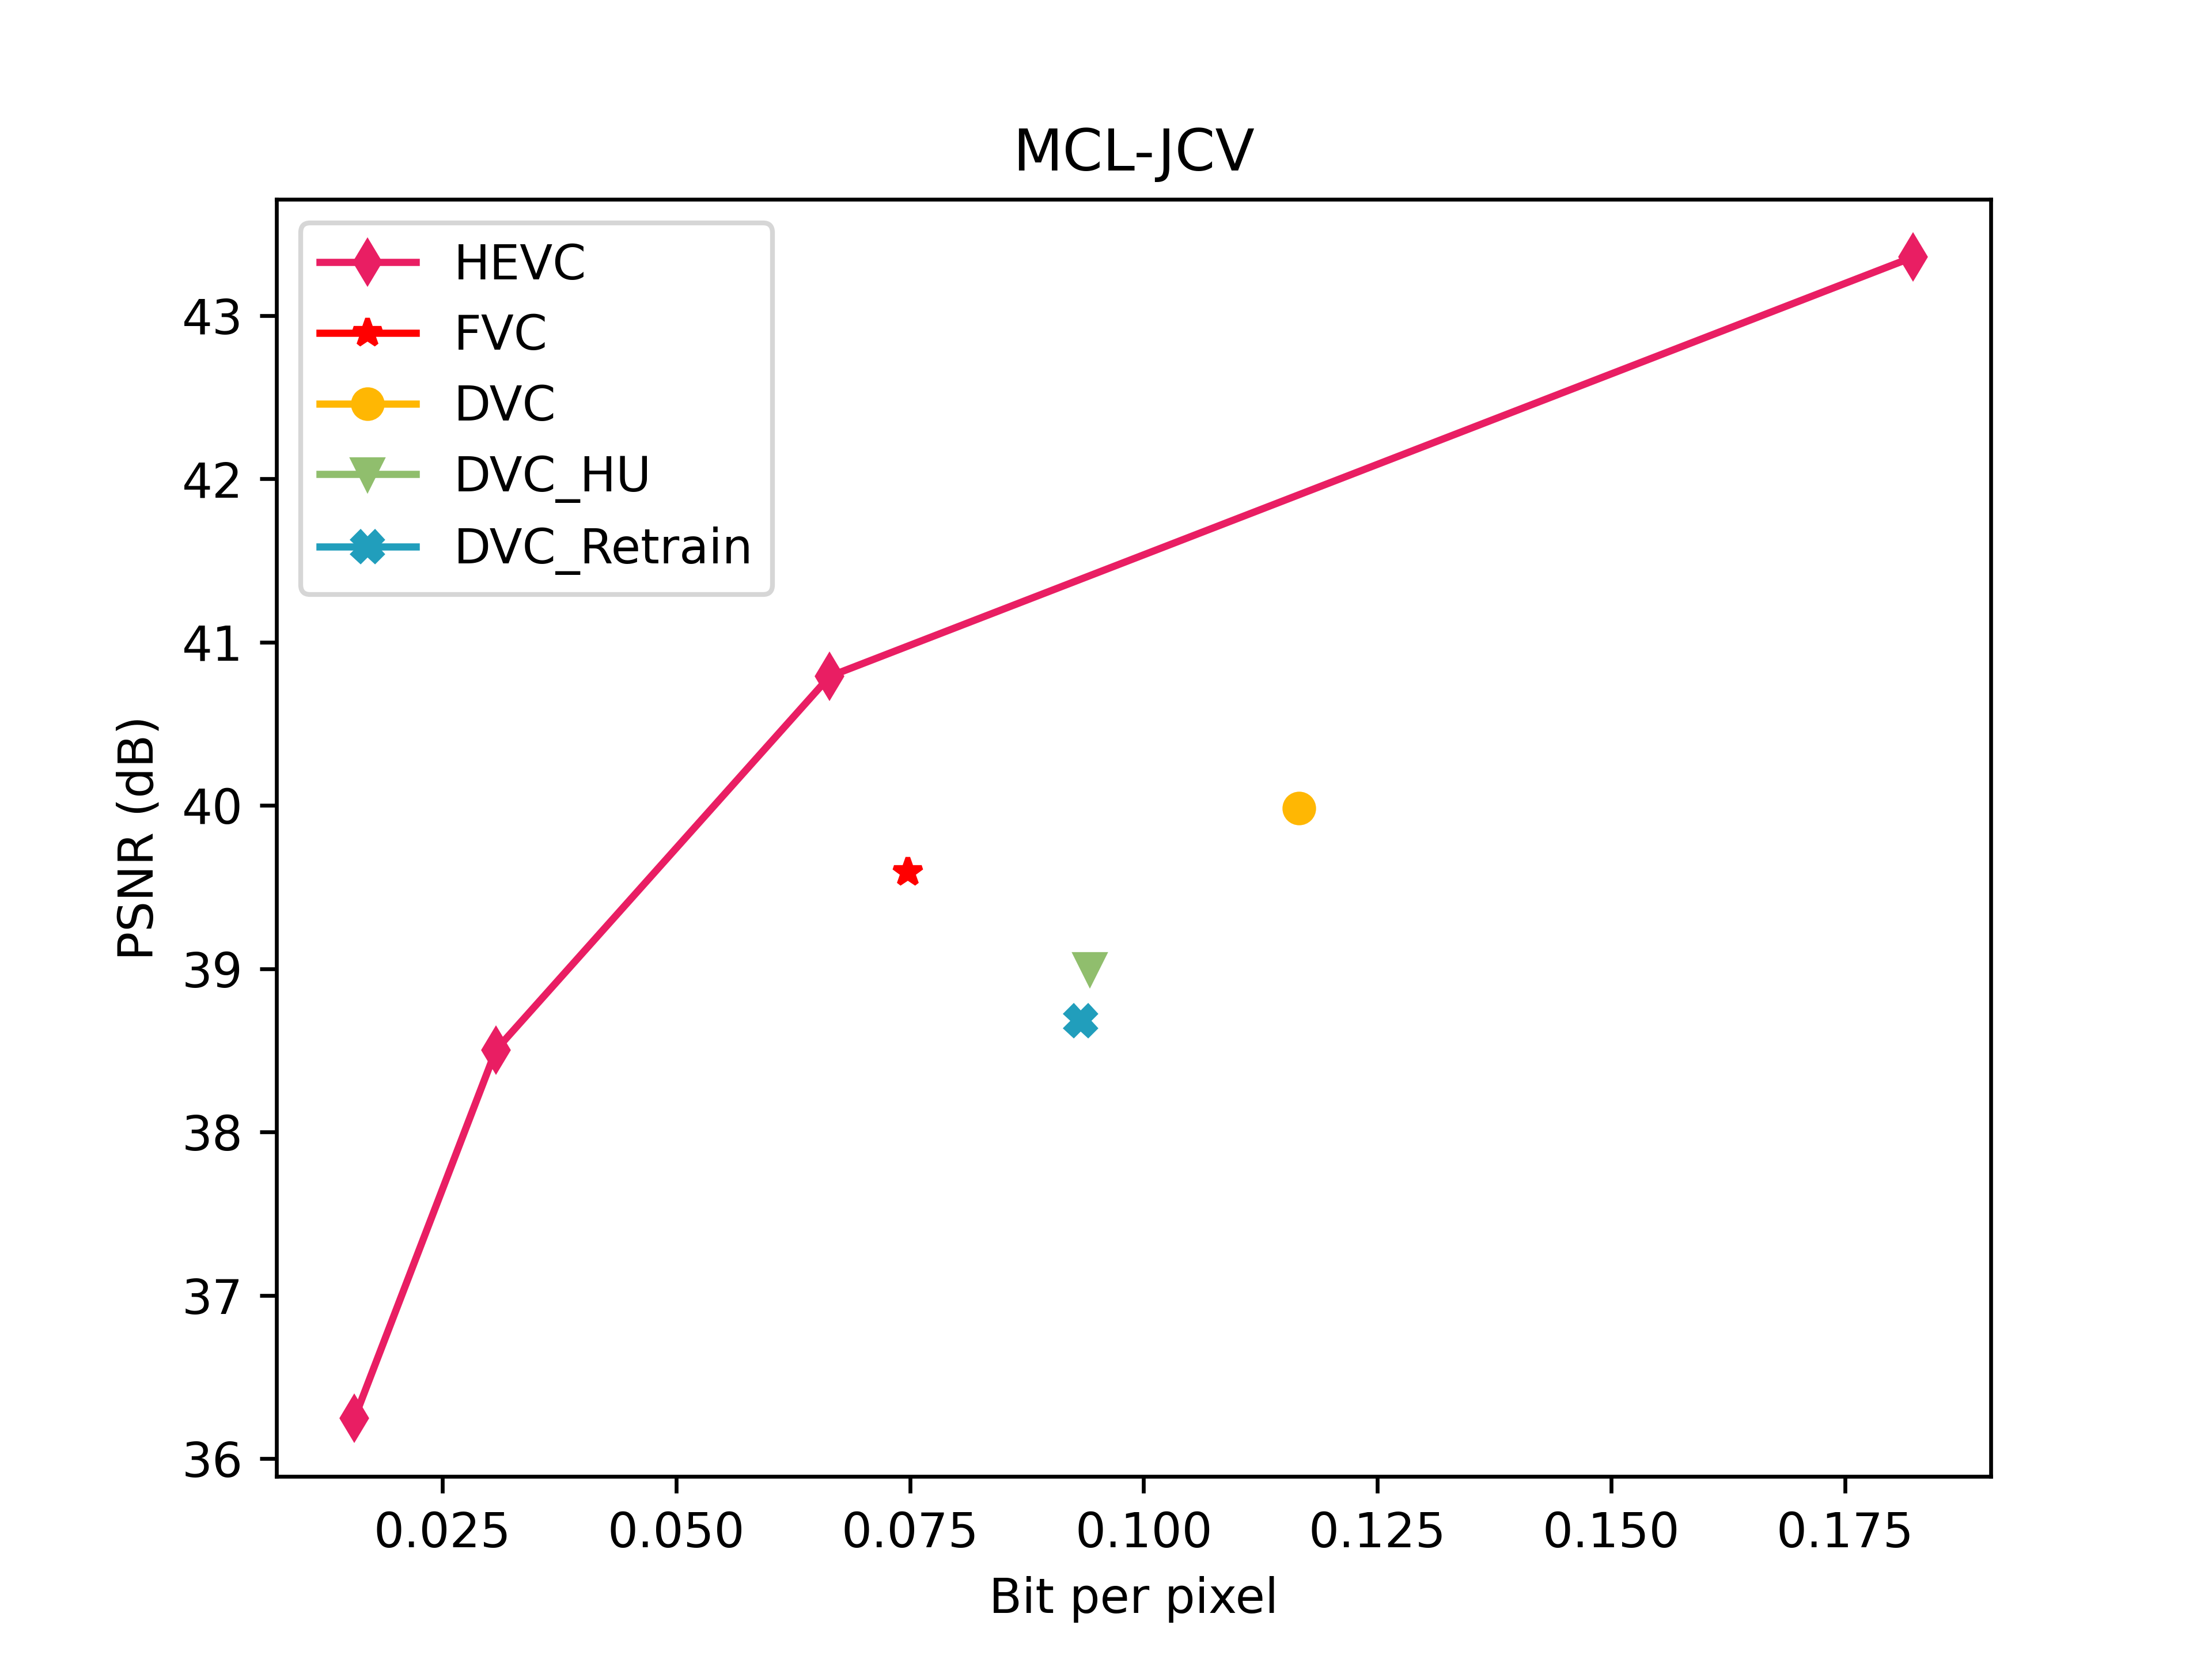 MCL-JCV
HEVC
FVC
DVC
DVC_HU
DVC_Retrain
43
42
41
40
39
38
37
36
PSNR (dB)
0.025 0.050 0.075 0.100 0.125 0.150 0.175
Bit per pixel